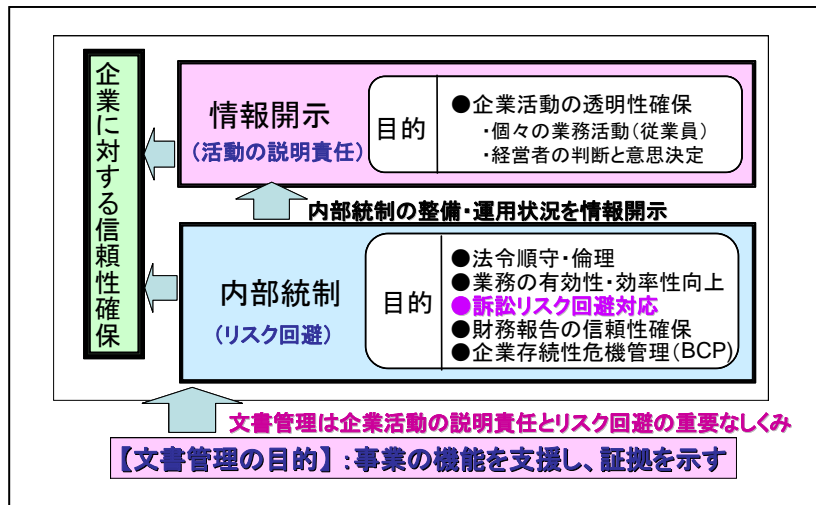 企業に対する信頼性確保
情報開示
(活動の説明責任)
目的
●企業活動の透明性確保
・個々の業務活動(従業員)
・経営者の判断と意思決定
内部統制の整備・運用状況を情報開示
内部統制
(リスク回避)
目的
●法令順守・倫理
●業務の有効性・効率性向上
●訴訟リスク回避対応
●財務報告の信頼性確保
●企業存続性危機管理(BCP)
文書管理は企業活動の説明責任とリスク回避の重要なしくみ
【文書管理の目的】:事業の機能を支援し、証拠を示す